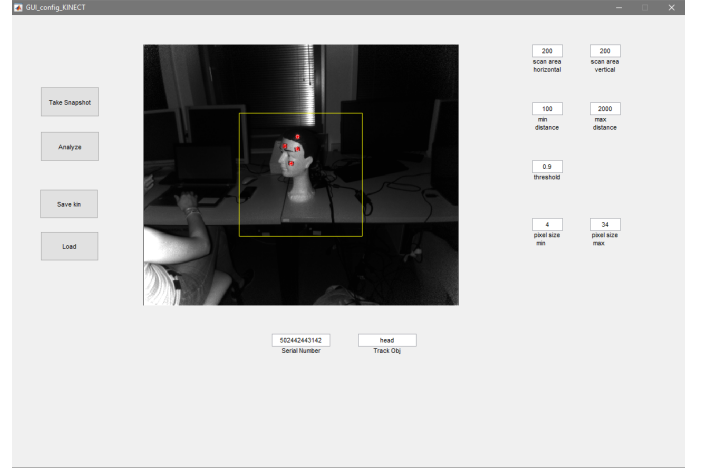 GUI_config_KINECT
Take Snapshot
Analyze
Save kin
Load
200
scan area
horizontal
200
scan area
vertical
100
min
distance
2000
max
distance
0.9
threshold
4
pixel size
min
34
pixel size
max
502442443142
Serial Number
head
Track Obj